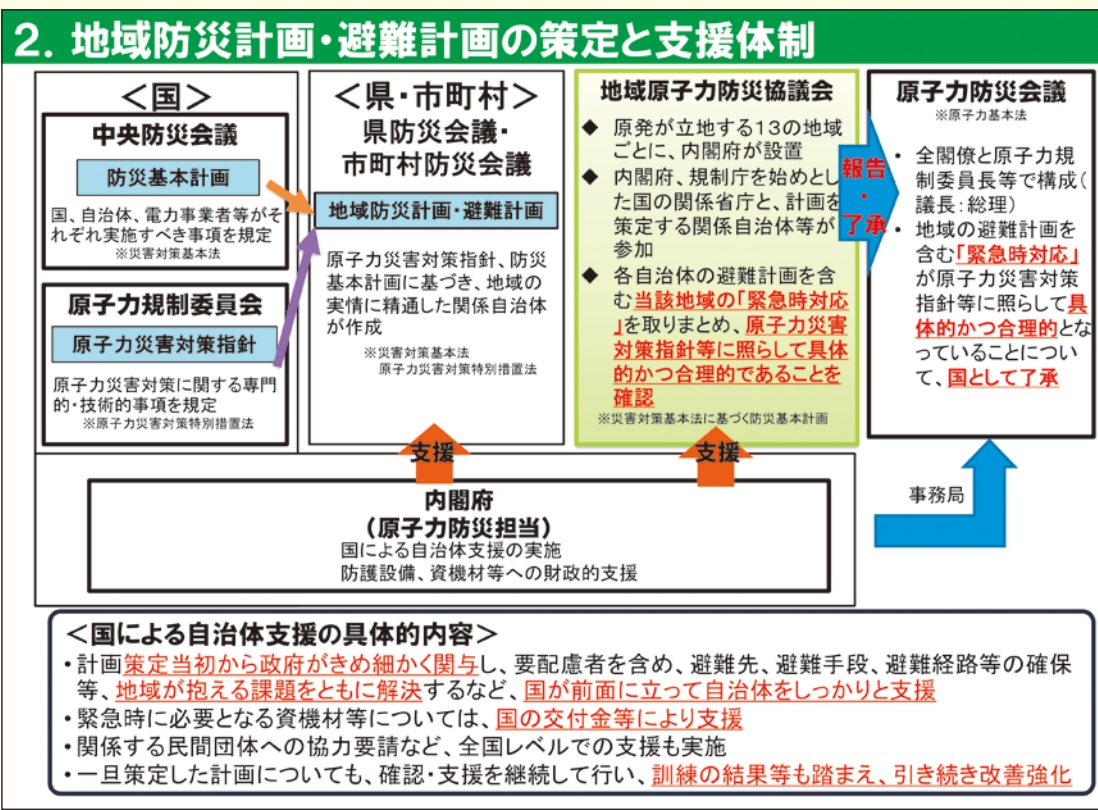 2．地域防災計画・避難計画の策定と支援体制
＜国＞
中央防災会議
防災基本計画
国、自治体、電力事業者等がそ
れぞれ実施すべき事項を規定
※災害対策基本法
原子力規制委員会
原子力災害対策指針
原子力災害対策に関する専門
的・技術的事項を規定
※原子力災害対策特別措置法
＜県・市町村＞
県防災会議・
市町村防災会議
地域防災計画・避難計画
原子力災害対策指針、防災
基本計画に基づき、地域の
実情に精通した関係自治体
が作成
※災害対策基本法
原子力災害対策特別措置法
地域原子力防災協議会
◆ 原発が立地する13の地域
ごとに、内閣府が設置
◆ 内閣府、規制庁を始めとし
た国の関係省庁と、計画を
策定する関係自治体等が
参加
◆ 各自治体の避難計画を含
む当該地域の「緊急時対応
」を取りまとめ、原子力災害
対策指針等に照らして具体
的かつ合理的であることを
確認
※災害対策基本法に基づく防災基本計画
報告
・
了承
原子力防災会議
※原子力基本法
・ 全閣僚と原子力規
制委員長等で構成(
議長：総理)
・ 地域の避難計画を
含む「緊急時対応」
が原子力災害対策
指針等に照らして具
体的かつ合理的とな
っていることについ
て、国として了承
支援
支援
事務局
内閣府
(原子力防災担当)
国による自治体支援の実施
防護設備、資機材等への財政的支援
＜国による自治体支援の具体的内容＞
・計画策定当初から政府がきめ細かく関与し、要配慮者を含め、避難先、避難手段、避難経路等の確保
等、地域が抱える課題をともに解決するなど、国が前面に立って自治体をしっかりと支援
・緊急時に必要となる資機材等については、国の交付金等により支援
・関係する民間団体への協力要請など、全国レベルでの支援も実施
・一旦策定した計画についても、確認・支援を継続して行い、訓練の結果等も踏まえ、引き続き改善強化